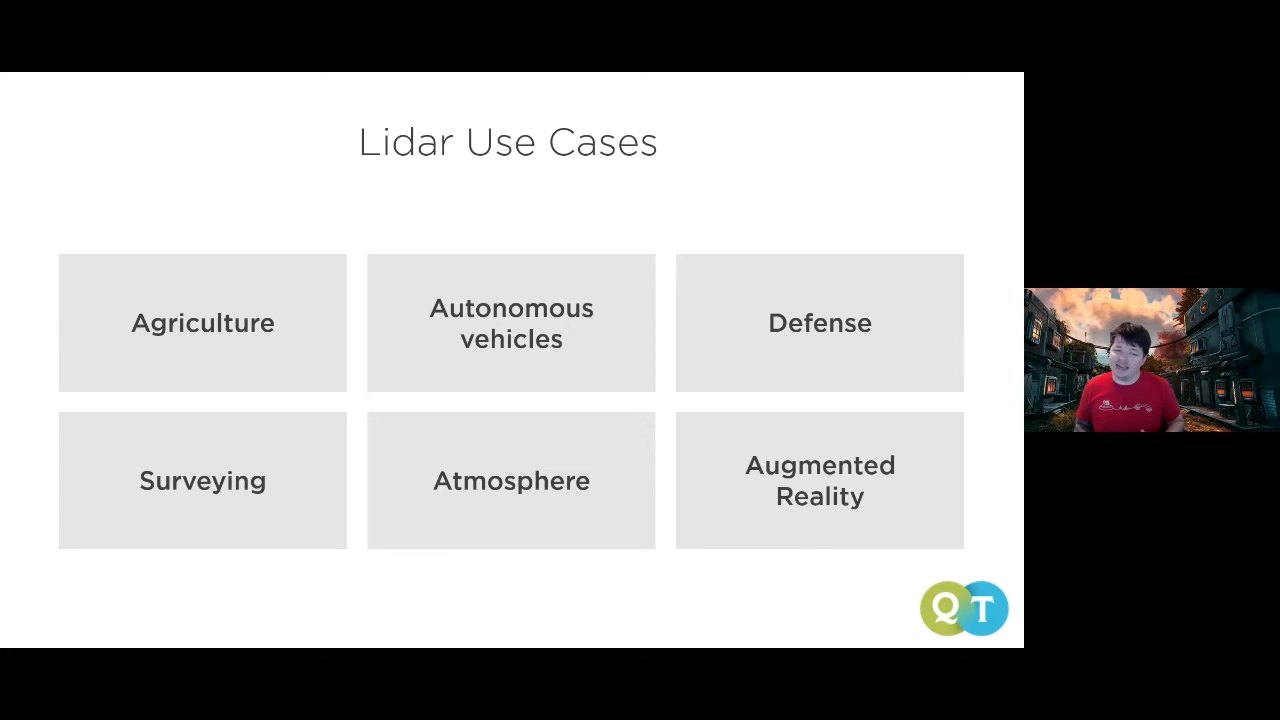 Lidar Use Cases
Agriculture
Autonomous
vehicles
Defense
Surveying
Atmosphere
Augmented
Reality
QT